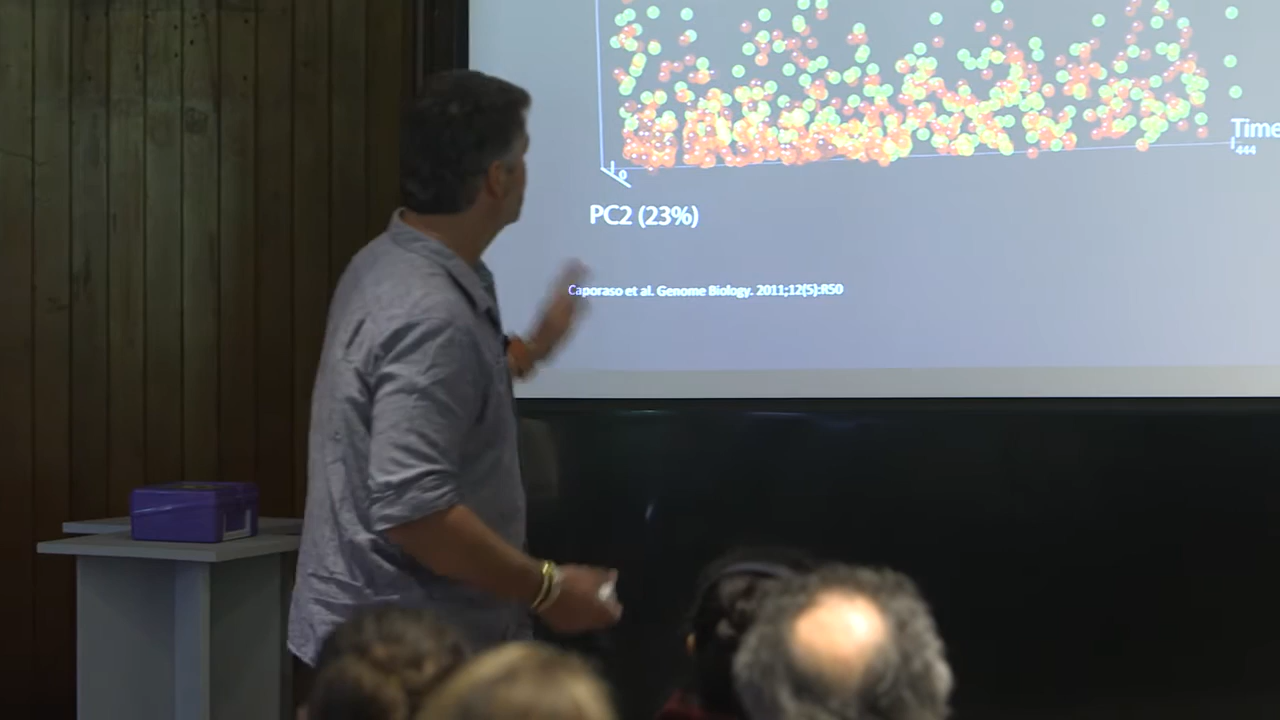 Time
444
0
PC2 (23%)
Caporaso et al. Genome Biology. 2011;12(5):R50